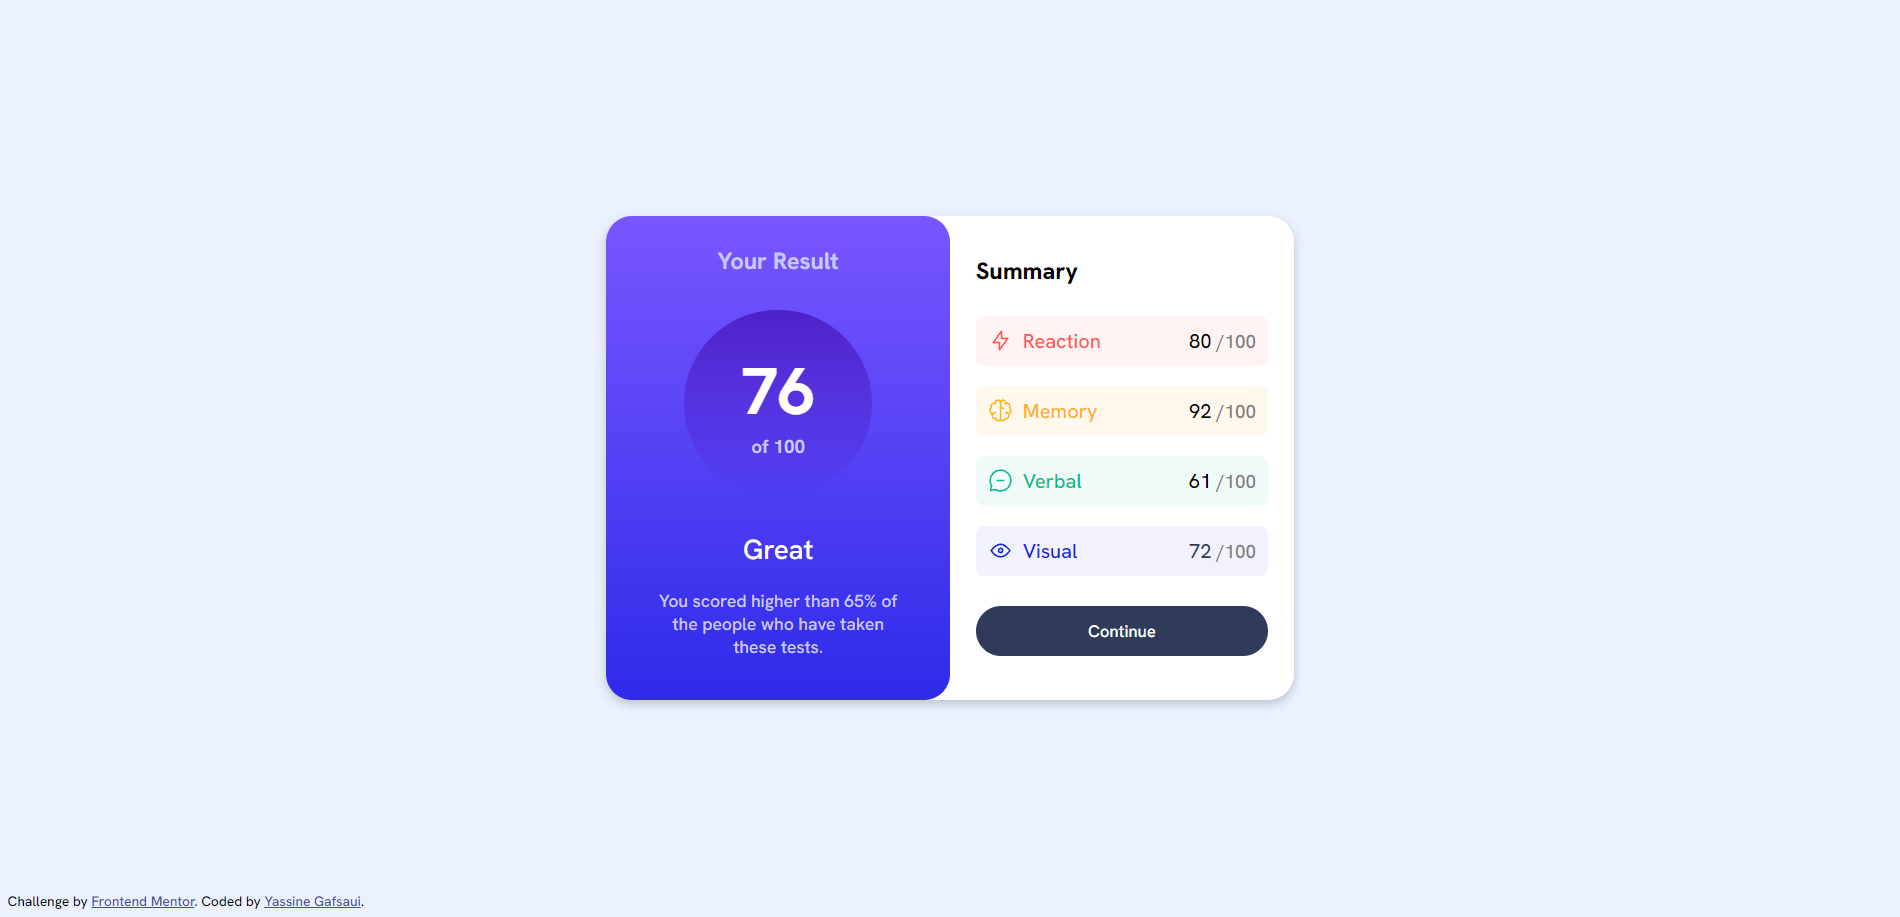 Your Result
76
of 100
Great
You scored higher than 65% of
the people who have taken
these tests.
Summary
Reaction 80 /100
Memory 92 /100
Verbal 61 /100
Visual 72 /100
Continue
Challenge by Frontend Mentor. Coded by Yassine Gafsaui.